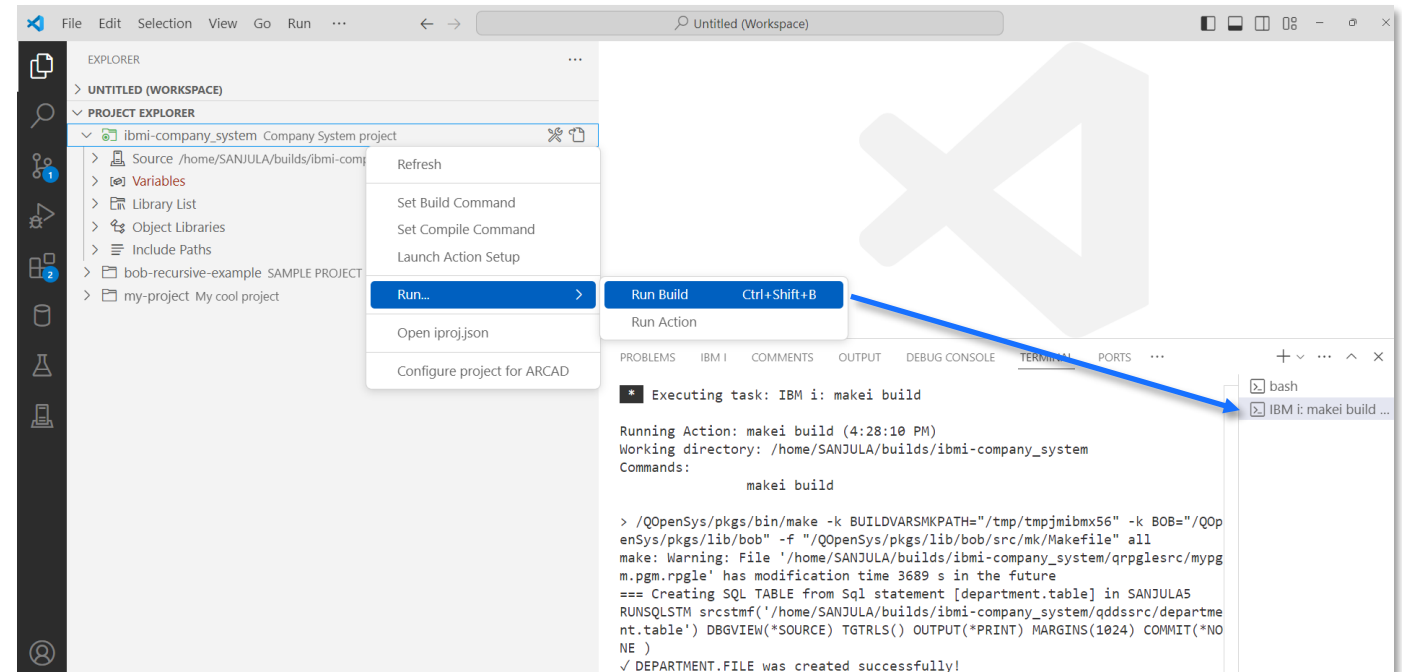 File Edit Selection View Go Run ··· Untitled (Workspace)
EXPLORER
UNTITLED (WORKSPACE)
PROJECT EXPLORER
ibmi-company_system Company System project
Source /home/SANJULA/builds/ibmi-comp
Variables
Library List
Object Libraries
Include Paths
bob-recursive-example SAMPLE PROJECT
my-project My cool project
1
2
Refresh
Set Build Command
Set Compile Command
Launch Action Setup
Run...
Open iproj.json
Configure project for ARCAD
Run Build Ctrl+Shift+B
Run Action
PROBLEMS IBM I COMMENTS OUTPUT DEBUG CONSOLE TERMINAL PORTS ···
bash
IBM i: makei build ...
* Executing task: IBM i: makei build
Running Action: makei build (4:28:10 PM)
Working directory: /home/SANJULA/builds/ibmi-company_system
Commands:
makei build
> /QOpenSys/pkgs/bin/make -k BUILDVARSMKPATH="/tmp/tmpjmibmx56" -k BOB="/QOp
enSys/pkgs/lib/bob" -f "/QOpenSys/pkgs/lib/bob/src/mk/Makefile" all
make: Warning: File '/home/SANJULA/builds/ibmi-company_system/qrpglesrc/mypg
m.pgm.rpgle' has modification time 3689 s in the future
=== Creating SQL TABLE from Sql statement [department.table] in SANJULA5
RUNSQLSTM srcstmf('/home/SANJULA/builds/ibmi-company_system/qddssrc/departme
nt.table') DBGVIEW(*SOURCE) TGTRLS() OUTPUT(*PRINT) MARGINS(1024) COMMIT(*NO
NE )
✓ DEPARTMENT.FILE was created successfully!